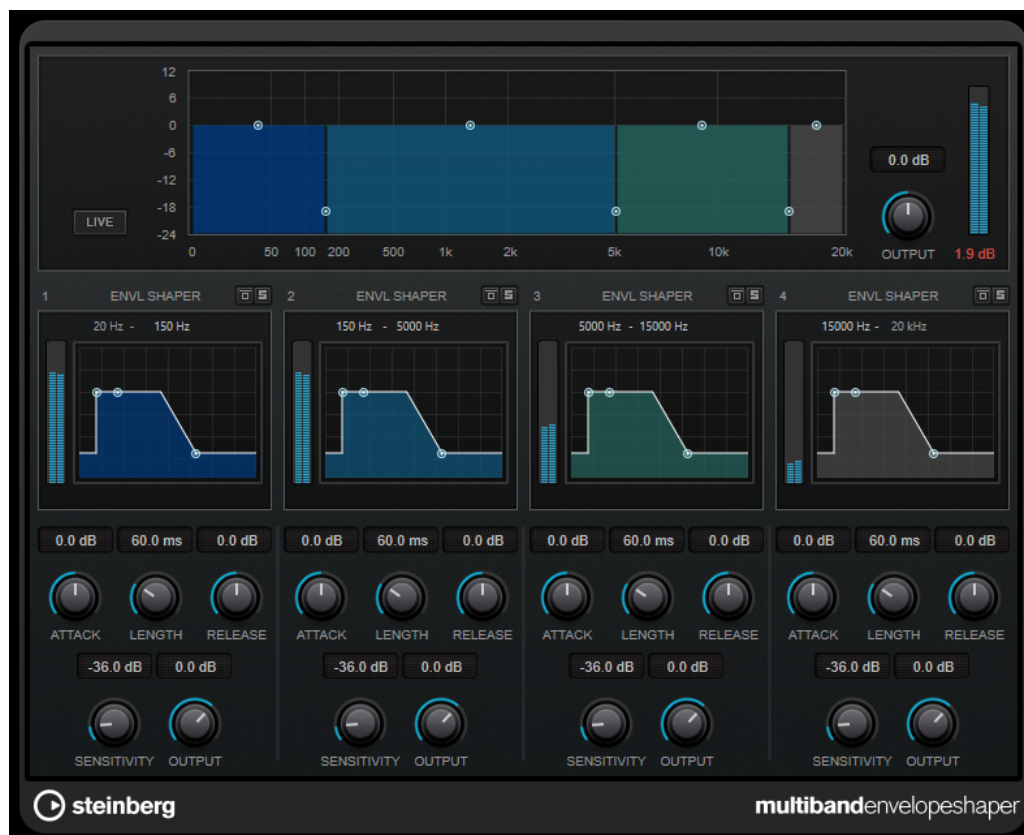 12
6
0
-6
-12
-18
-24
LIVE
0 50 100 200 500 1k 2k 5k 10k 20k
0.0 dB
OUTPUT 1.9 dB
1 ENVL SHAPER S 2 ENVL SHAPER S 3 ENVL SHAPER S 4 ENVL SHAPER S
20 Hz - 150 Hz 150 Hz - 5000 Hz 5000 Hz - 15000 Hz 15000 Hz - 20 kHz
0.0 dB 60.0 ms 0.0 dB 0.0 dB 60.0 ms 0.0 dB 0.0 dB 60.0 ms 0.0 dB 0.0 dB 60.0 ms 0.0 dB
ATTACK LENGTH RELEASE ATTACK LENGTH RELEASE ATTACK LENGTH RELEASE ATTACK LENGTH RELEASE
-36.0 dB 0.0 dB -36.0 dB 0.0 dB -36.0 dB 0.0 dB -36.0 dB 0.0 dB
SENSITIVITY OUTPUT SENSITIVITY OUTPUT SENSITIVITY OUTPUT SENSITIVITY OUTPUT
steinberg multibandenvelopeshaper